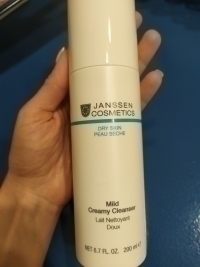 JANSSEN
COSMETICS
DRY SKIN
PEAU SÈCHE
Mild
Creamy Cleanser
Lait Nettoyant
Doux
NET 6.7 FL. OZ. 200 ml e